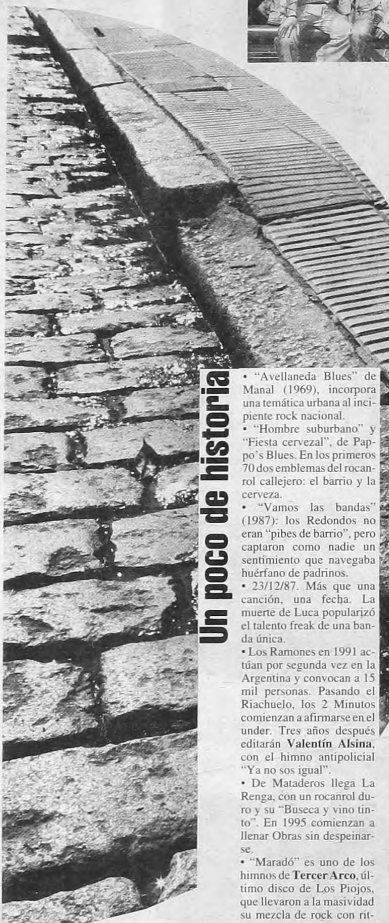 Un poco de historia
• "Avellaneda Blues" de
Manal (1969), incorpora
una temática urbana al inci-
piente rock nacional.
• "Hombre suburbano" y
"Fiesta cervezal", de Pap-
po's Blues. En los primeros
70 dos emblemas del rocan-
rol callejero: el barrio y la
cerveza.
• "Vamos las bandas"
(1987): los Redondos no
eran "pibes de barrio", pero
captaron como nadie un
sentimiento que navegaba
huérfano de padrinos.
• 23/12/87. Más que una
canción, una fecha. La
muerte de Luca popularizó
el talento freak de una ban-
da única.
• Los Ramones en 1991 ac-
túan por segunda vez en la
Argentina y convocan a 15
mil personas. Pasando el
Riachuelo, los 2 Minutos
comienzan a afirmarse en el
under. Tres años después
editarán Valentín Alsina,
con el himno antipolicial
"Ya no sos igual".
• De Mataderos llega La
Renga, con un rocanrol du-
ro y su "Buseca y vino tin-
to". En 1995 comienzan a
llenar Obras sin despeinar-
se.
• "Maradó" es uno de los
himnos de Tercer Arco, úl-
timo disco de Los Piojos,
que llevaron a la masividad
su mezcla de rock con rit-